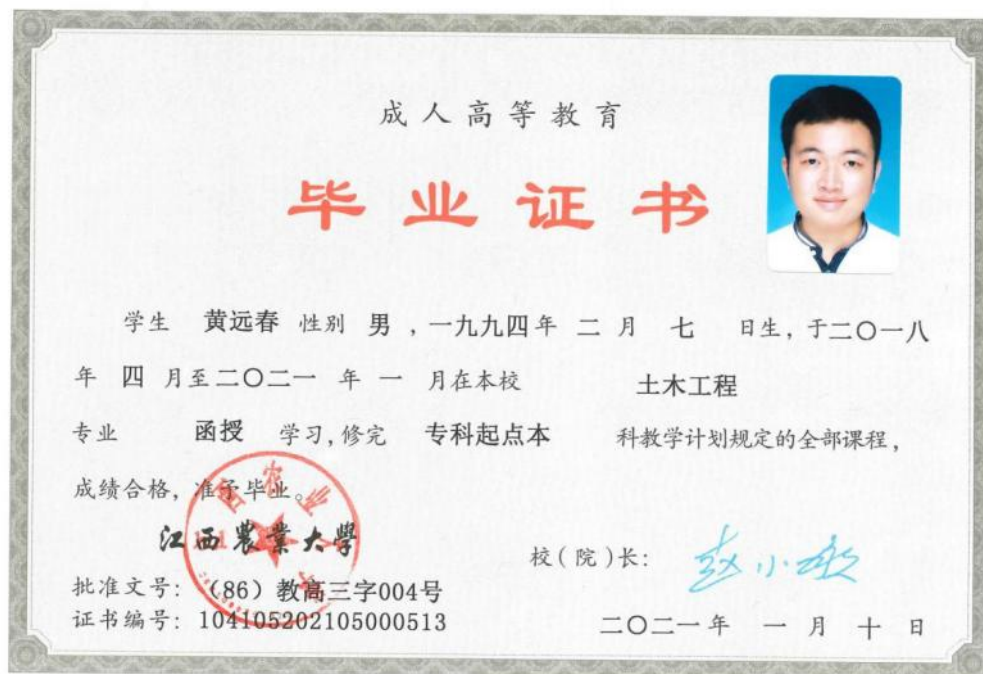 成人高等教育
毕业证书
学生 黄远春 性别 男 ,一九九四年 二 月 七 日生,于二〇一八
年 四 月至二〇二一 年 一 月在本校 土木工程
专业 函授 学习,修完 专科起点本 科教学计划规定的全部课程,
成绩合格,准予毕业。
江西農業大學
校(院)长: 赵小敏
批准文号: (86)教高三字004号
证书编号: 104105202105000513
二〇二一年 一 月 十 日